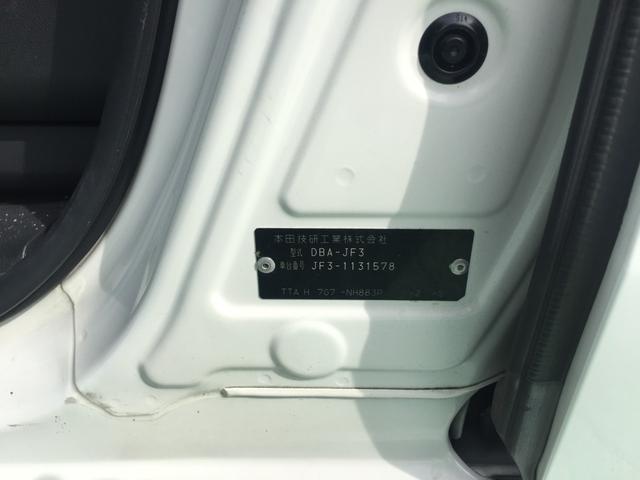 本田技研工業株式会社
型式 DBA-JF3
車台番号 JF3-1131578
TTA H 7G7 -NH883P